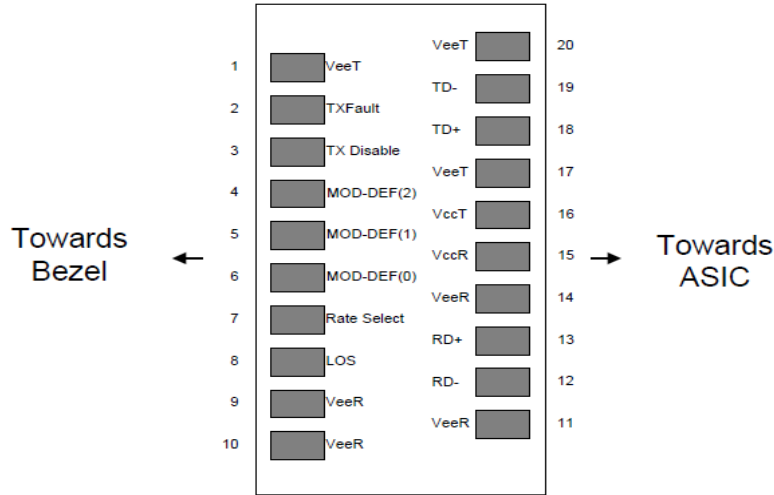 VeeT 20
1 VeeT
TD- 19
2 TXFault
TD+ 18
3 TX Disable
VeeT 17
4 MOD-DEF(2)
VccT 16
5 MOD-DEF(1)
Towards
Bezel
VccR 15
Towards
ASIC
6 MOD-DEF(0)
VeeR 14
7 Rate Select
RD+ 13
8 LOS
RD- 12
9 VeeR
VeeR 11
10 VeeR